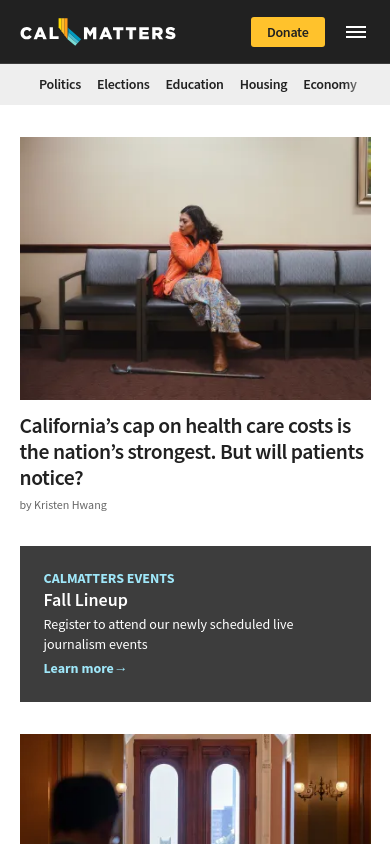 CAL MATTERS
Donate
Politics Elections Education Housing Economy
California’s cap on health care costs is
the nation’s strongest. But will patients
notice?
by Kristen Hwang
CALMATTERS EVENTS
Fall Lineup
Register to attend our newly scheduled live
journalism events
Learn more→